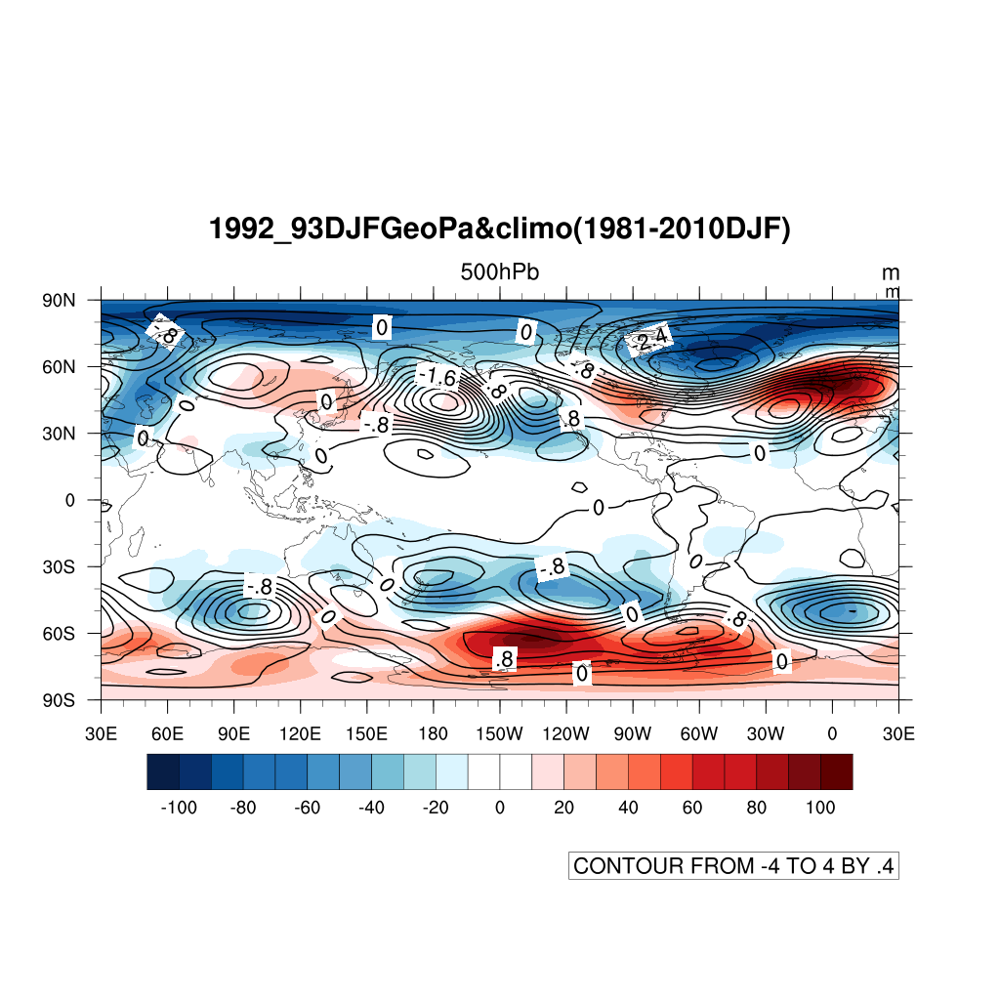 1992_93DJFGeoPa&climo(1981-2010DJF)
500hPb
m
m
90N
60N
30N
0
30S
60S
90S
-.8
0
0
-2.4
-1.6
.8
-.8
0
0
-.8
.8
0
0
0
0
-.8
0
-.8
0
0
0
.8
.8
0
0
30E 60E 90E 120E 150E 180 150W 120W 90W 60W 30W 0 30E
-100 -80 -60 -40 -20 0 20 40 60 80 100
CONTOUR FROM -4 TO 4 BY .4